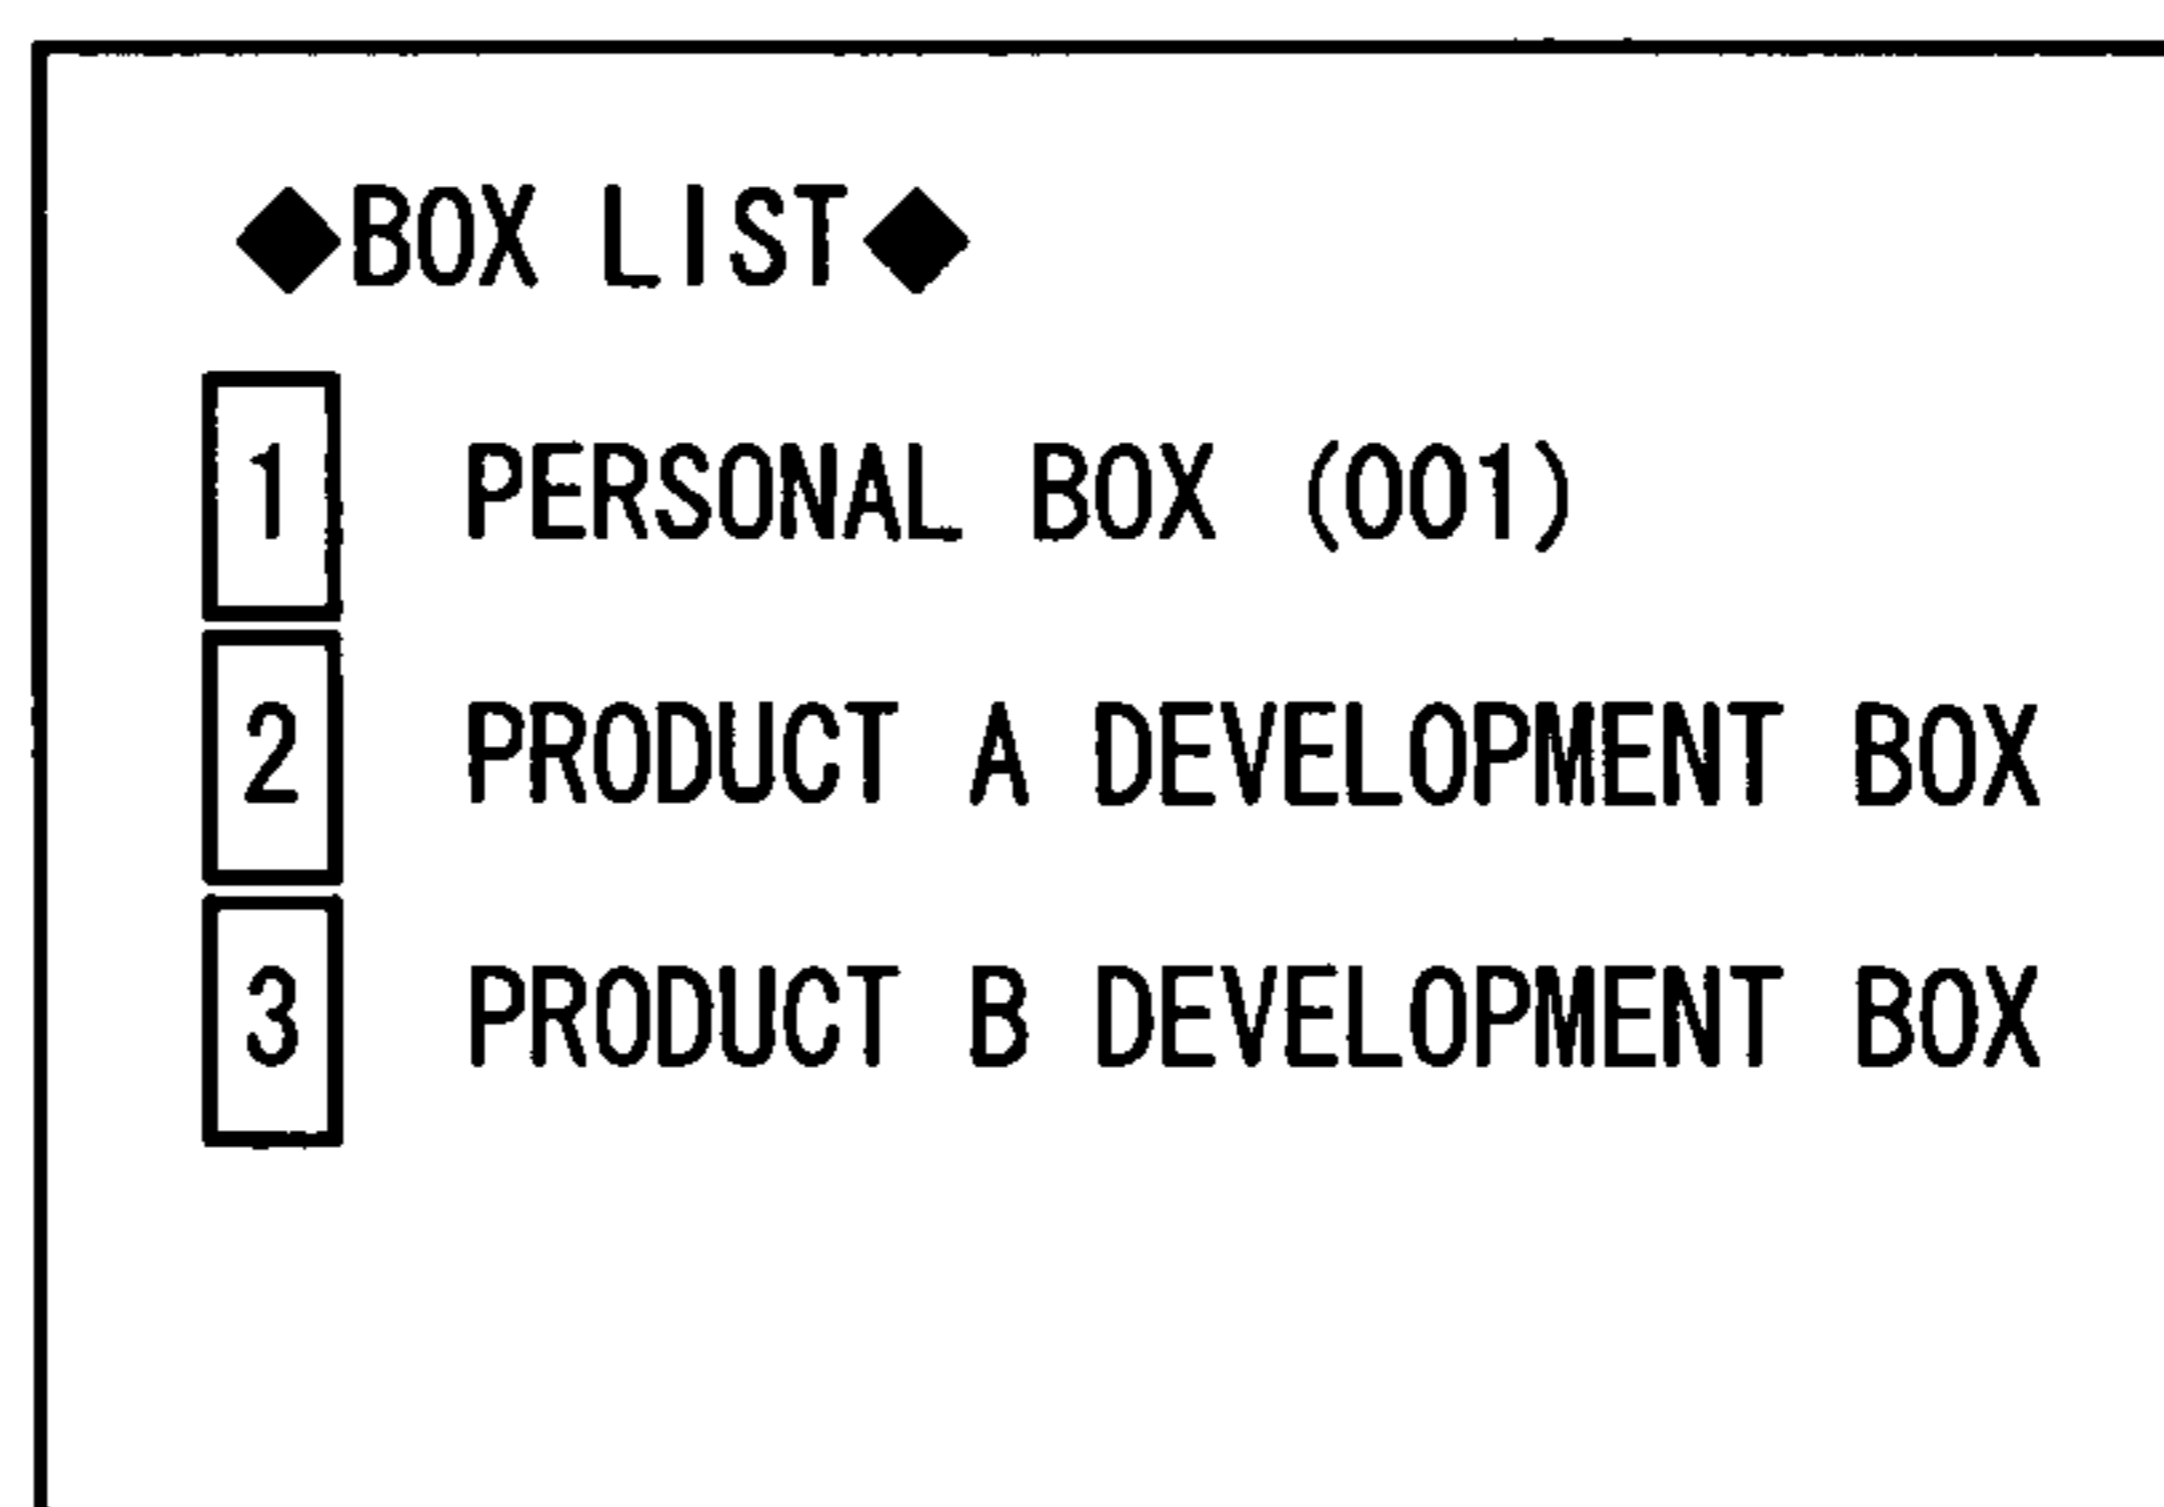 ◆BOX LIST◆
1 PERSONAL BOX (001)
2 PRODUCT A DEVELOPMENT BOX
3 PRODUCT B DEVELOPMENT BOX